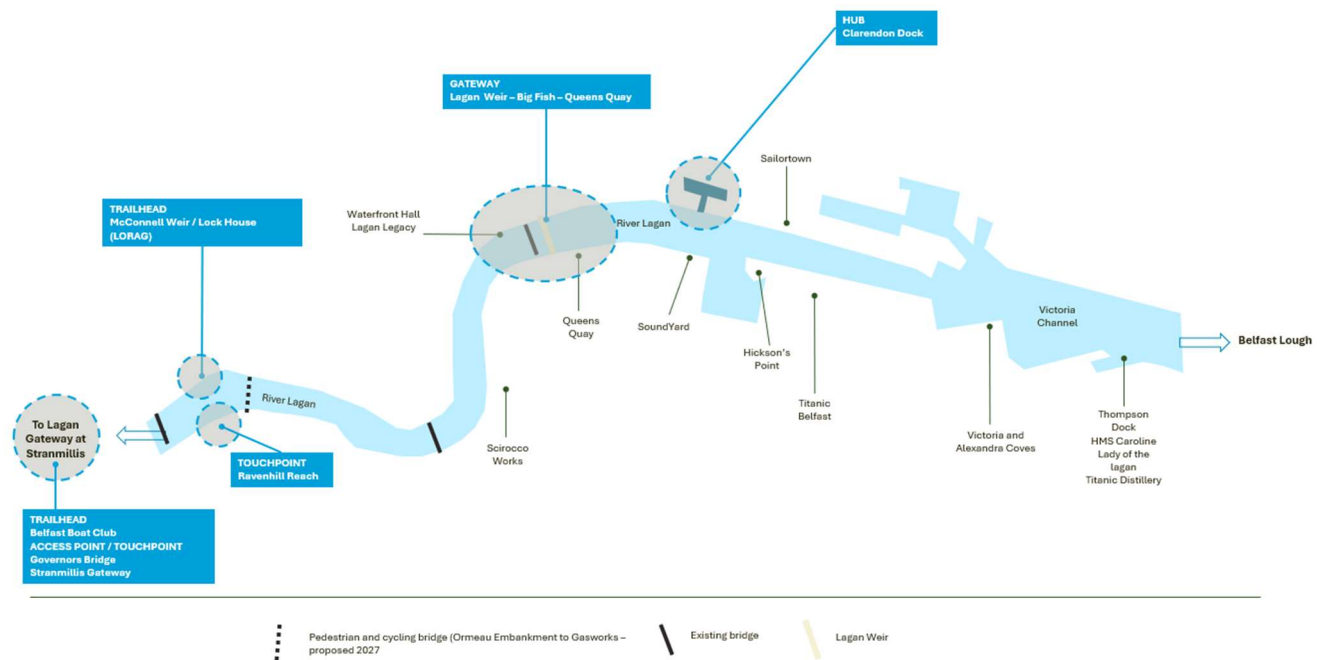 HUB
Clarendon Dock
GATEWAY
Lagan Weir – Big Fish – Queens Quay
Sailortown
TRAILHEAD
McConnell Weir / Lock House
(LORAG)
Waterfront Hall
Lagan Legacy
River Lagan
Victoria
Channel
Queens
Quay
SoundYard
Hickson's
Point
Belfast Lough
River Lagan
Titanic
Belfast
To Lagan
Gateway at
Stranmillis
Scirocco
Works
Victoria and
Alexandra Coves
Thompson
Dock
HMS Caroline
Lady of the
lagan
Titanic Distillery
TOUCHPOINT
Ravenhill Reach
TRAILHEAD
Belfast Boat Club
ACCESS POINT / TOUCHPOINT
Governors Bridge
Stranmillis Gateway
Pedestrian and cycling bridge (Ormeau Embankment to Gasworks –
proposed 2027
Existing bridge
Lagan Weir